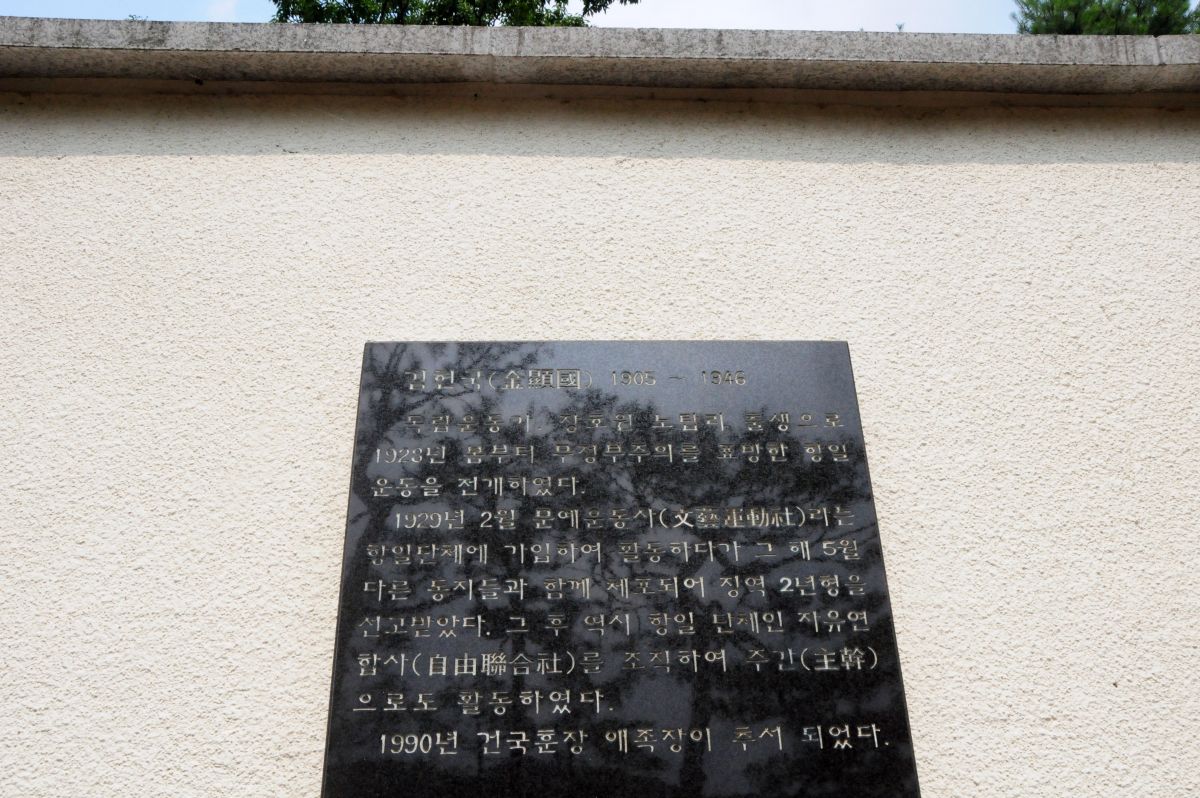 김현국(金顯國) 1905 ~ 1946
독립운동가. 장호원 노탑리 출생으로
1928년 봄부터 무정부주의를 표방한 항일
운동을 전개하였다.
1929년 2월 문예운동사(文藝運動社)라는
항일단체에 가입하여 활동하다가 그 해 5월
다른 동지들과 함께 체포되어 징역 2년형을
선고받았다. 그 후 역시 항일 단체인 자유연
합사(自由聯合社)를 조직하여 주간(主幹)
으로도 활동하였다.
1990년 건국훈장 애족장이 추서 되었다.